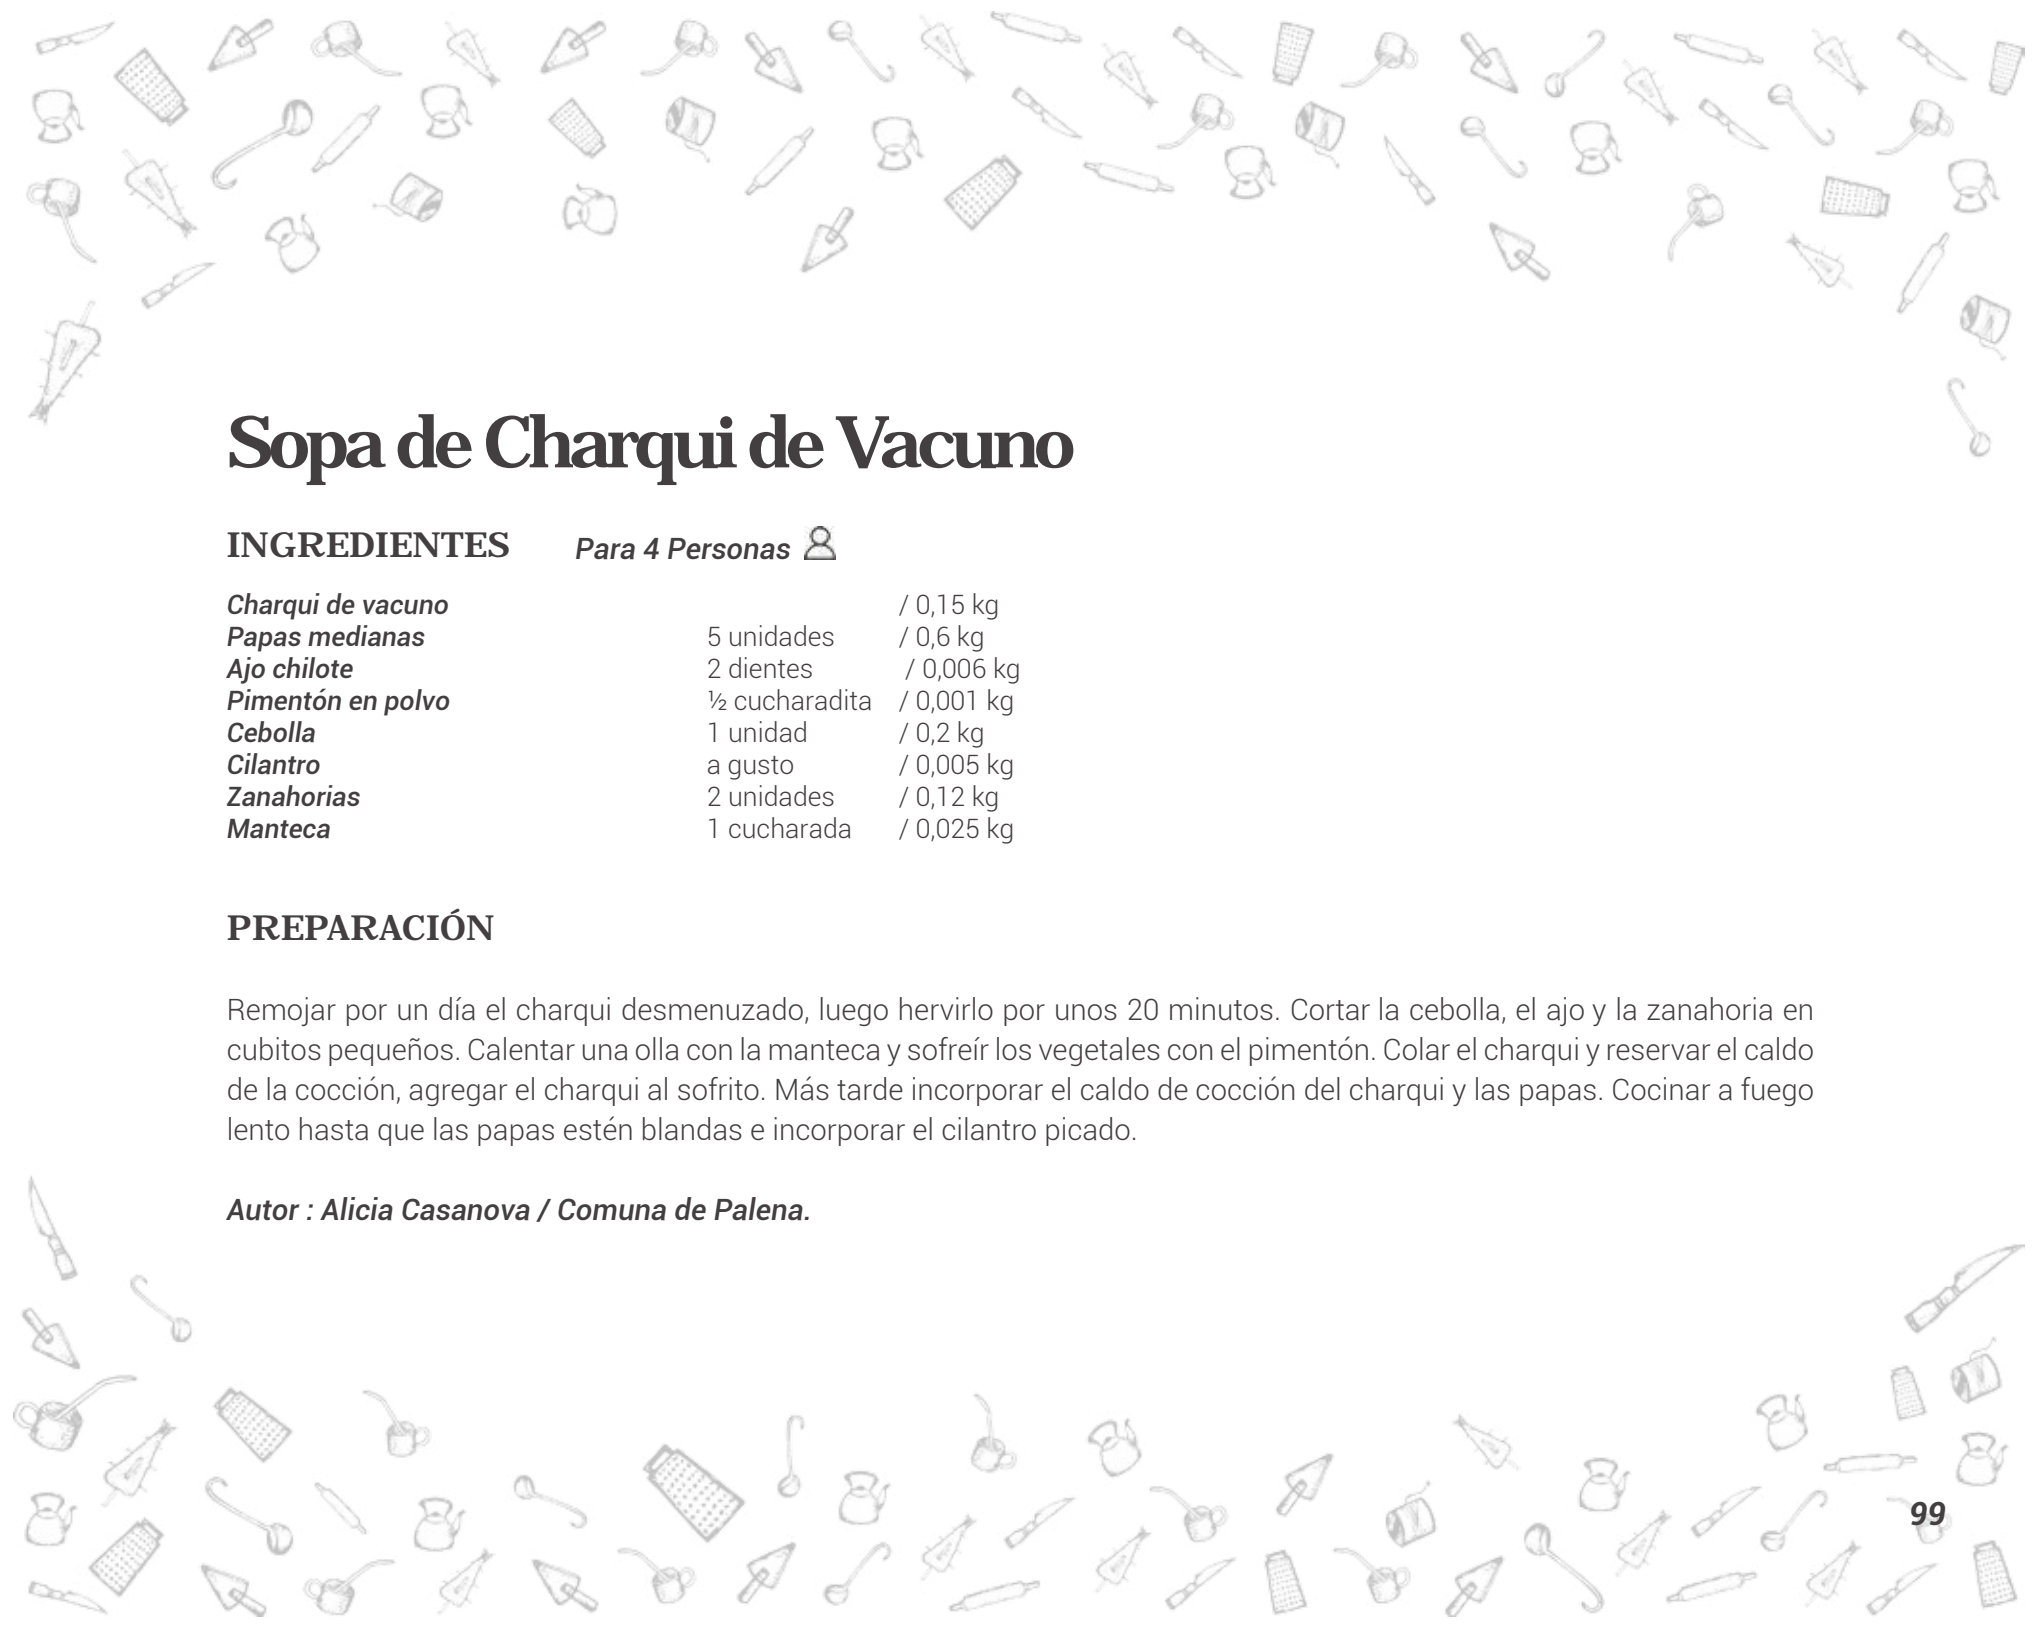 Sopa de Charqui de Vacuno
INGREDIENTES Para 4 Personas
Charqui de vacuno / 0,15 kg
Papas medianas 5 unidades / 0,6 kg
Ajo chilote 2 dientes / 0,006 kg
Pimentón en polvo ½ cucharadita / 0,001 kg
Cebolla 1 unidad / 0,2 kg
Cilantro a gusto / 0,005 kg
Zanahorias 2 unidades / 0,12 kg
Manteca 1 cucharada / 0,025 kg
PREPARACIÓN
Remojar por un día el charqui desmenuzado, luego hervirlo por unos 20 minutos. Cortar la cebolla, el ajo y la zanahoria en
cubitos pequeños. Calentar una olla con la manteca y sofreír los vegetales con el pimentón. Colar el charqui y reservar el caldo
de la cocción, agregar el charqui al sofrito. Más tarde incorporar el caldo de cocción del charqui y las papas. Cocinar a fuego
lento hasta que las papas estén blandas e incorporar el cilantro picado.
Autor : Alicia Casanova / Comuna de Palena.
99